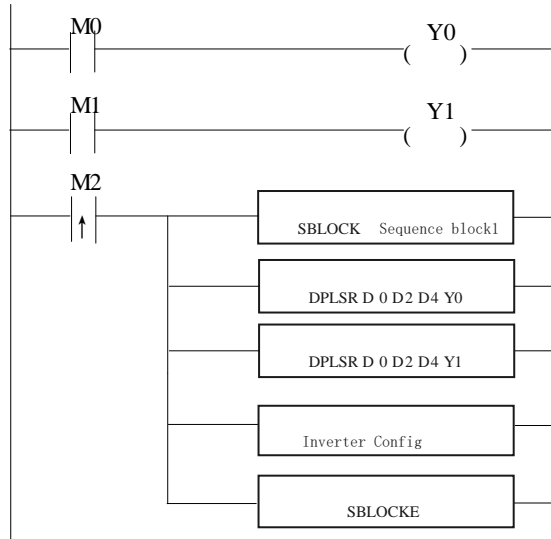 M0 Y0
( )
M1 Y1
( )
M2
SBLOCK Sequence block1
DPLSR D 0 D2 D4 Y0
DPLSR D 0 D2 D4 Y1
Inverter Config
SBLOCKE